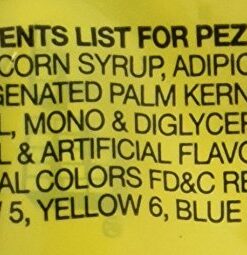 ENTS LIST FOR PEZ
CORN SYRUP, ADIPIC
GENATED PALM KERN
L, MONO & DIGLYCER
L & ARTIFICIAL FLAVO
AL COLORS FD&C RE
5, YELLOW 6, BLUE